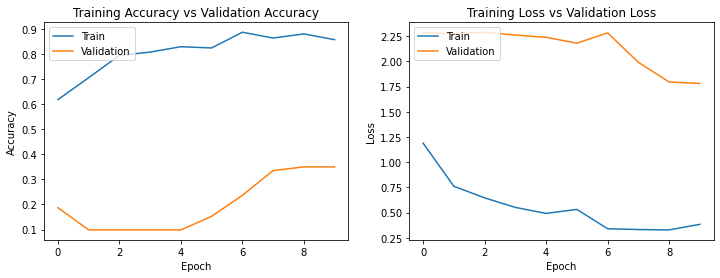 Training Accuracy vs Validation Accuracy
Train
Validation
0.9
0.8
0.7
0.6
0.5
0.4
0.3
0.2
0.1
Accuracy
0 2 4 6 8
Epoch
Training Loss vs Validation Loss
Train
Validation
2.25
2.00
1.75
1.50
1.25
1.00
0.75
0.50
0.25
Loss
0 2 4 6 8
Epoch